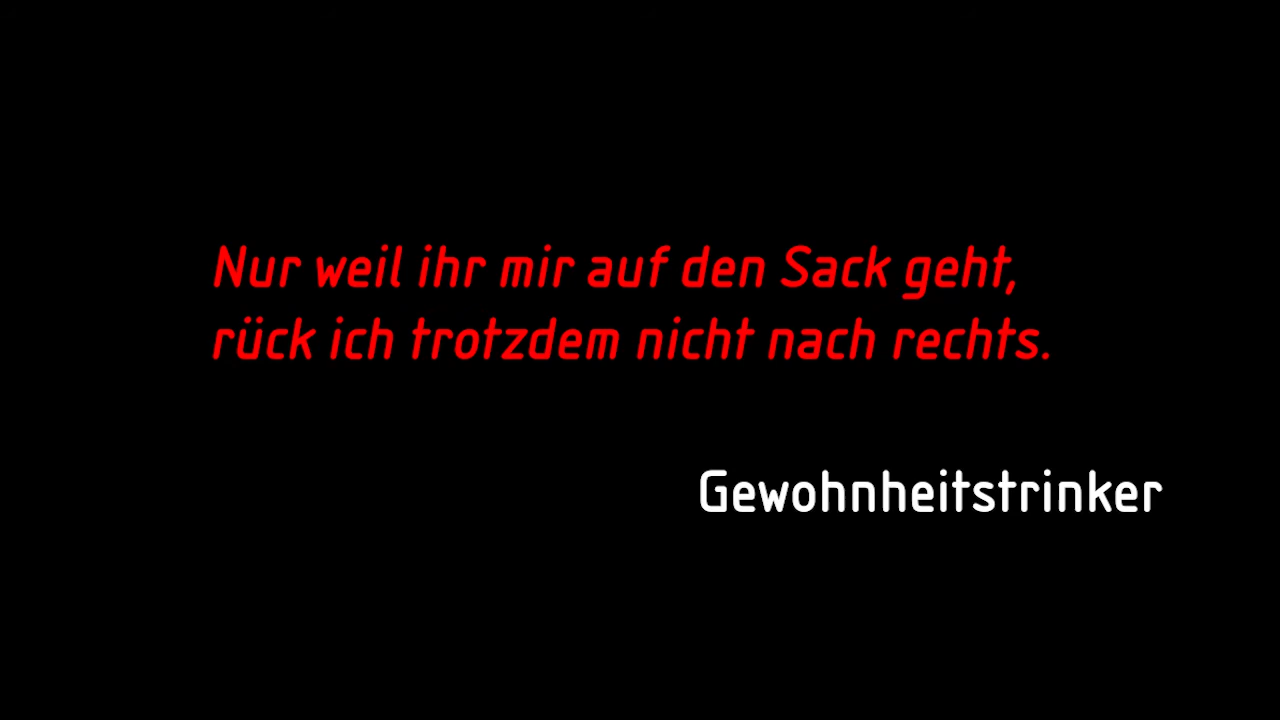 Nur weil ihr mir auf den Sack geht,
rück ich trotzdem nicht nach rechts.
Gewohnheitstrinker